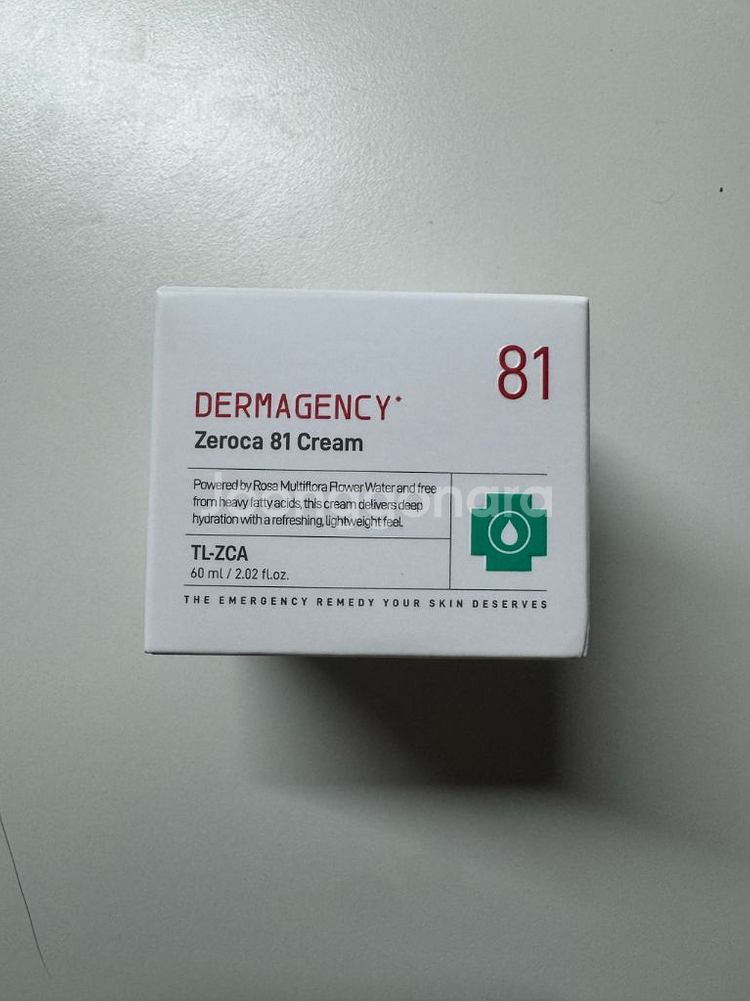 81
DERMAGENCY
Zeroca 81 Cream
Powered by Rosa Multiflora Flower Water and free
from heavy fatty acids, this cream delivers deep
hydration with a refreshing, lightweight feel.
Joongonara
TL-ZCA
60 ml / 2.02 fl.oz.
THE EMERGENCY REMEDY YOUR SKIN DESERVES